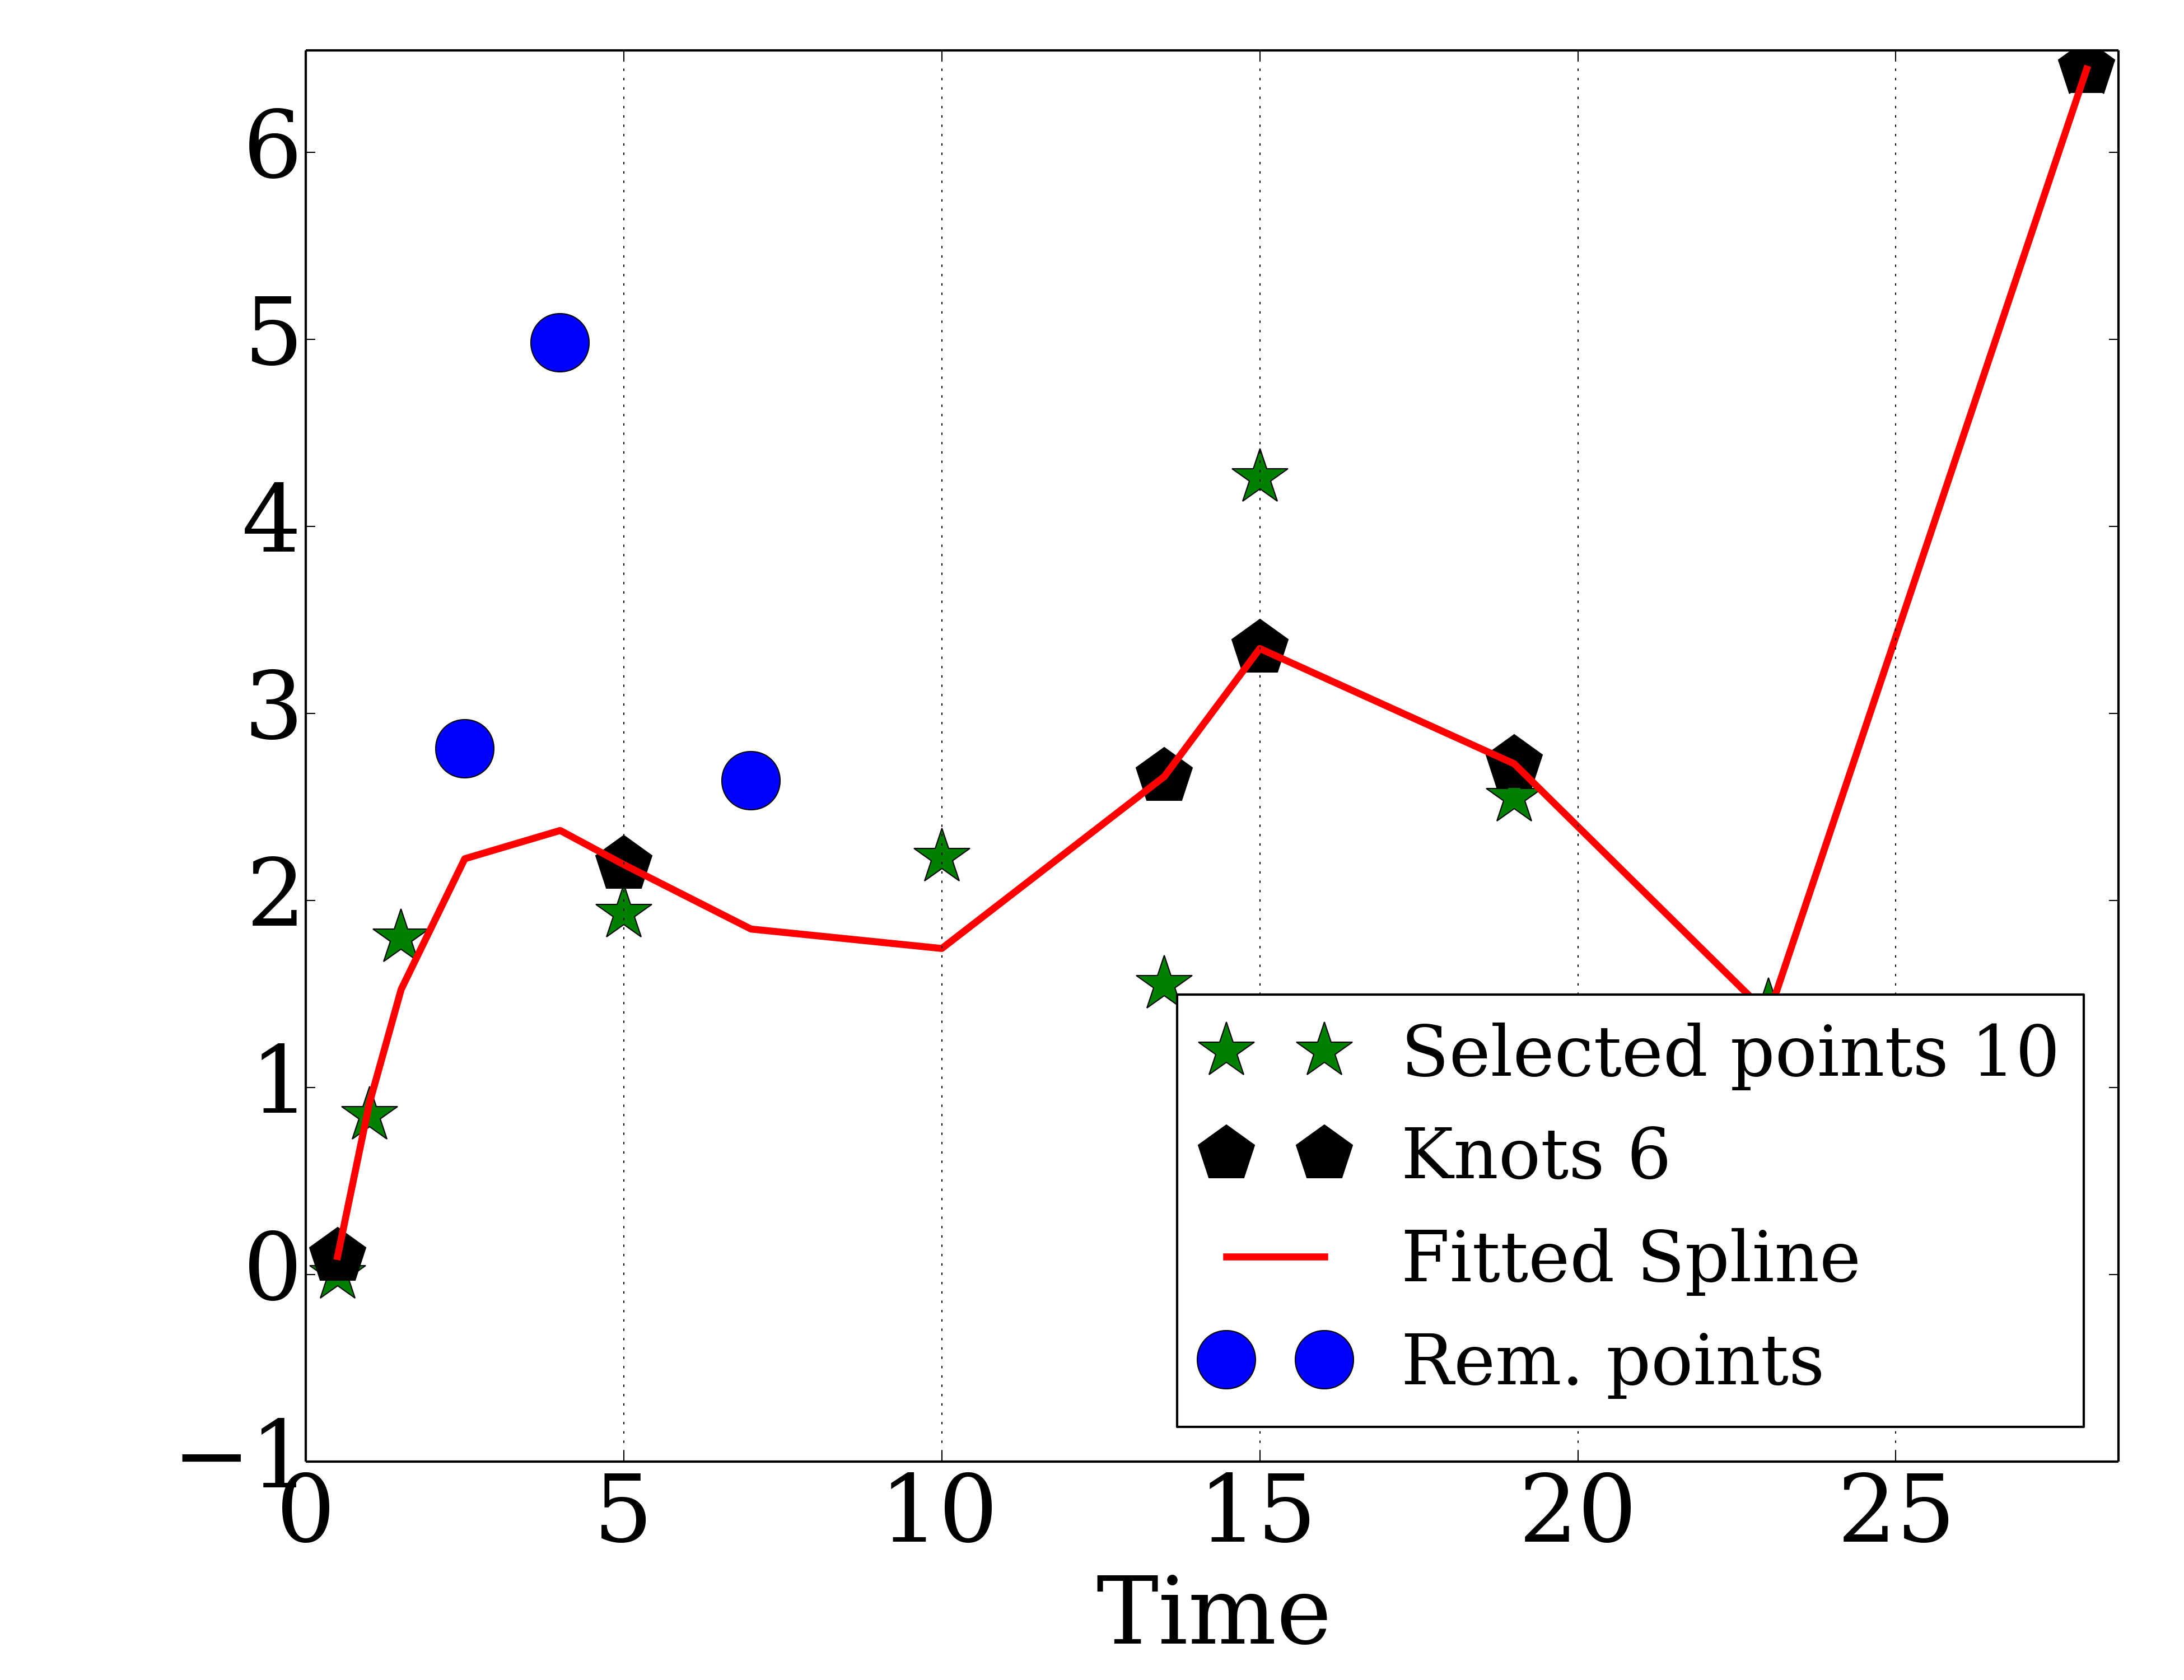 6
5
4
3
2
1
0
−1
Selected points 10
Knots 6
Fitted Spline
Rem. points
0 5 10 15 20 25
Time